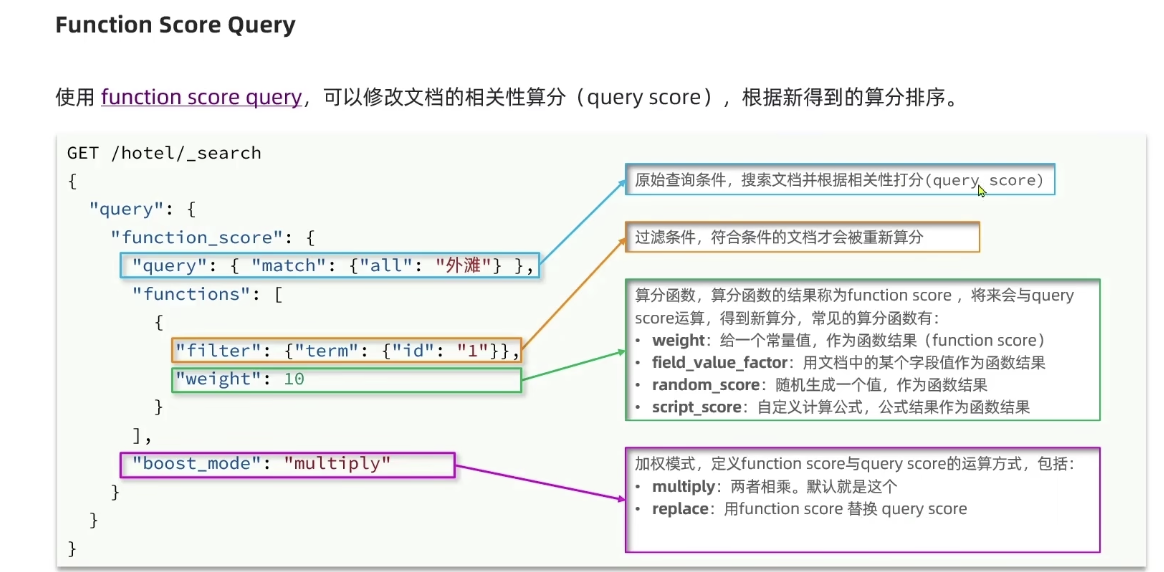 Function Score Query
使用 function score query，可以修改文档的相关性算分（query score），根据新得到的算分排序。
GET /hotel/_search
{
  "query": {
    "function_score": {
      "query": { "match": {"all": "外滩"} },
      "functions": [
        {
          "filter": {"term": {"id": "1"}},
          "weight": 10
        }
      ],
      "boost_mode": "multiply"
    }
  }
}
原始查询条件，搜索文档并根据相关性打分(query score)
过滤条件，符合条件的文档才会被重新算分
算分函数，算分函数的结果称为function score ，将来会与query
score运算，得到新算分，常见的算分函数有：
• weight：给一个常量值，作为函数结果（function score）
• field_value_factor：用文档中的某个字段值作为函数结果
• random_score：随机生成一个值，作为函数结果
• script_score：自定义计算公式，公式结果作为函数结果
加权模式，定义function score与query score的运算方式，包括：
• multiply：两者相乘。默认就是这个
• replace：用function score 替换 query score